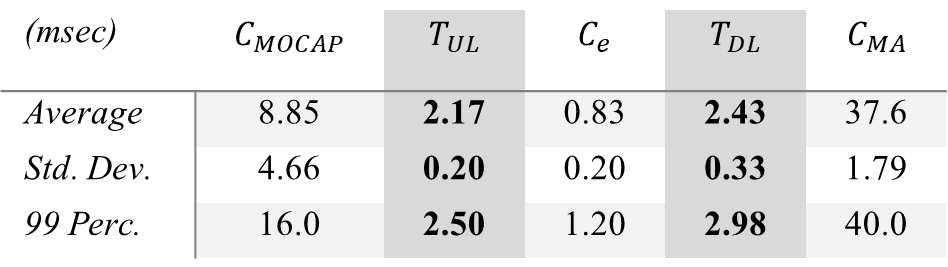 (msec) C_MOCAP T_UL C_e T_DL C_MA
Average 8.85 2.17 0.83 2.43 37.6
Std. Dev. 4.66 0.20 0.20 0.33 1.79
99 Perc. 16.0 2.50 1.20 2.98 40.0